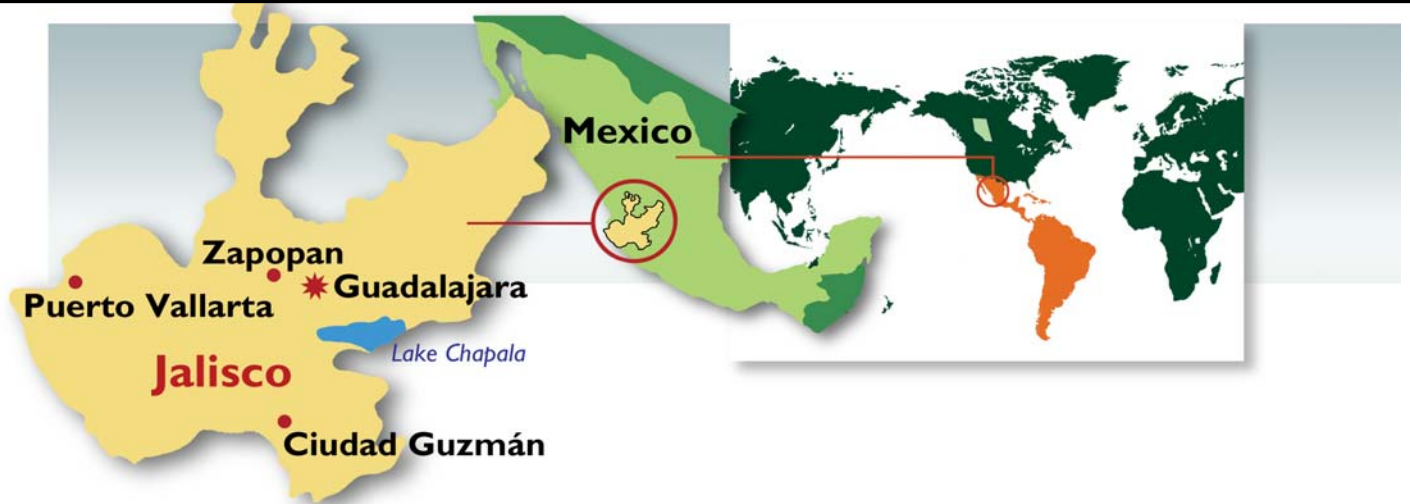 Mexico
Zapopan
Guadalajara
Puerto Vallarta
Lake Chapala
Jalisco
Ciudad Guzmán